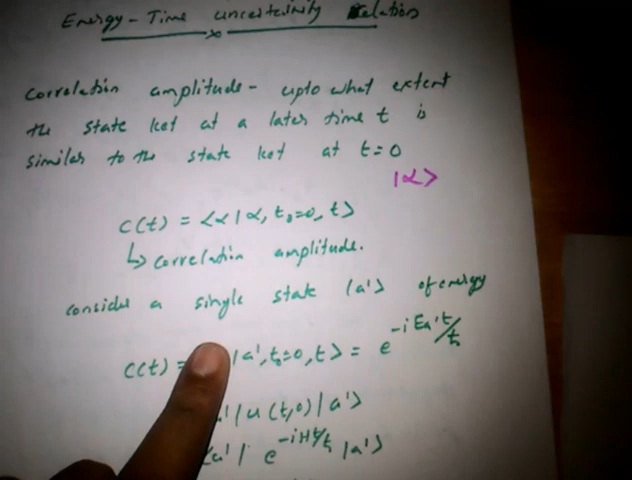 Energy - Time uncertainity Relation
Correlation amplitude - upto what extent
the state ket at a later time t is
similar to the state ket at t=0
|α>
C(t) = <α|α, t₀=0, t>
↳ correlation amplitude.
consider a single state |a'> of energy
C(t) = |a', t₀=0, t> = e^{-iEa't/ħ}
a'|u(t,0)|a'>
<a'| e^{-iHt/ħ} |a'>